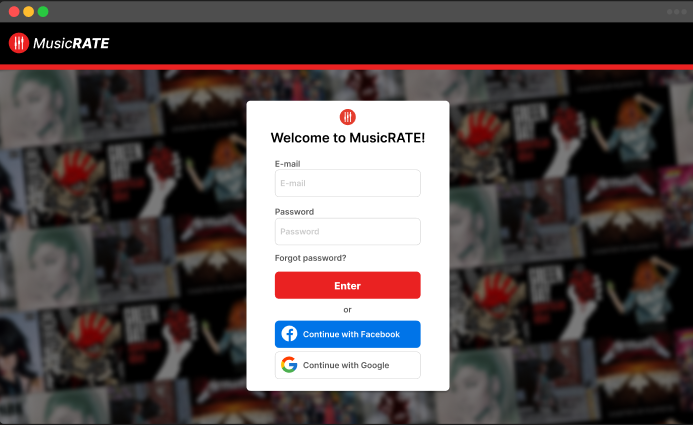 MusicRATE
Welcome to MusicRATE!
E-mail
E-mail
Password
Password
Forgot password?
Enter
or
Continue with Facebook
Continue with Google